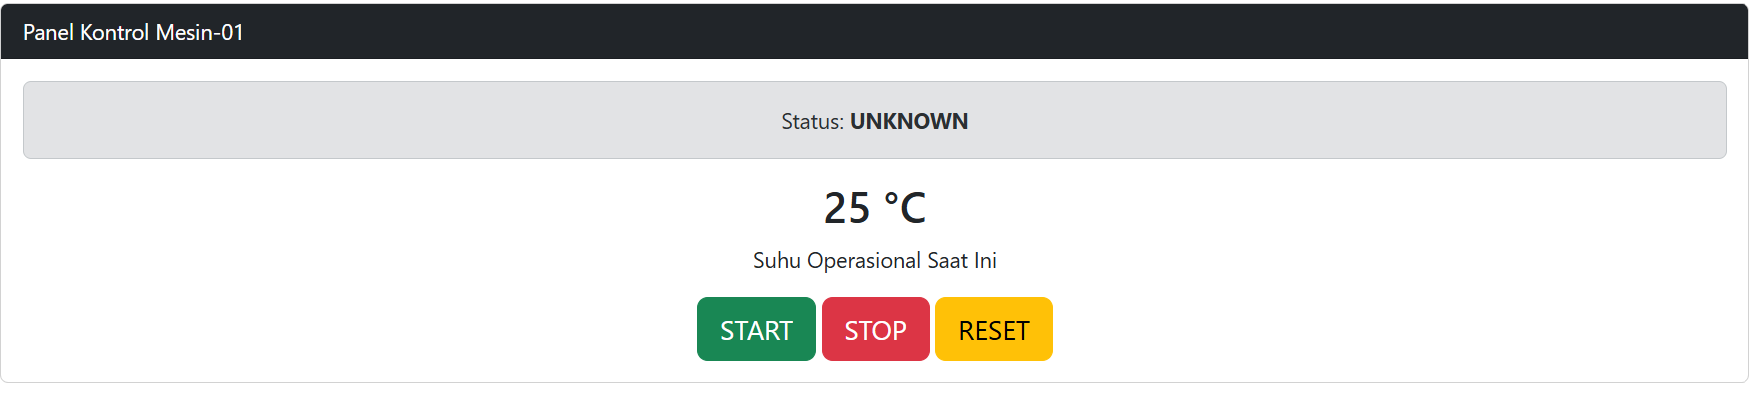 Panel Kontrol Mesin-01
Status: UNKNOWN
25 °C
Suhu Operasional Saat Ini
START STOP RESET